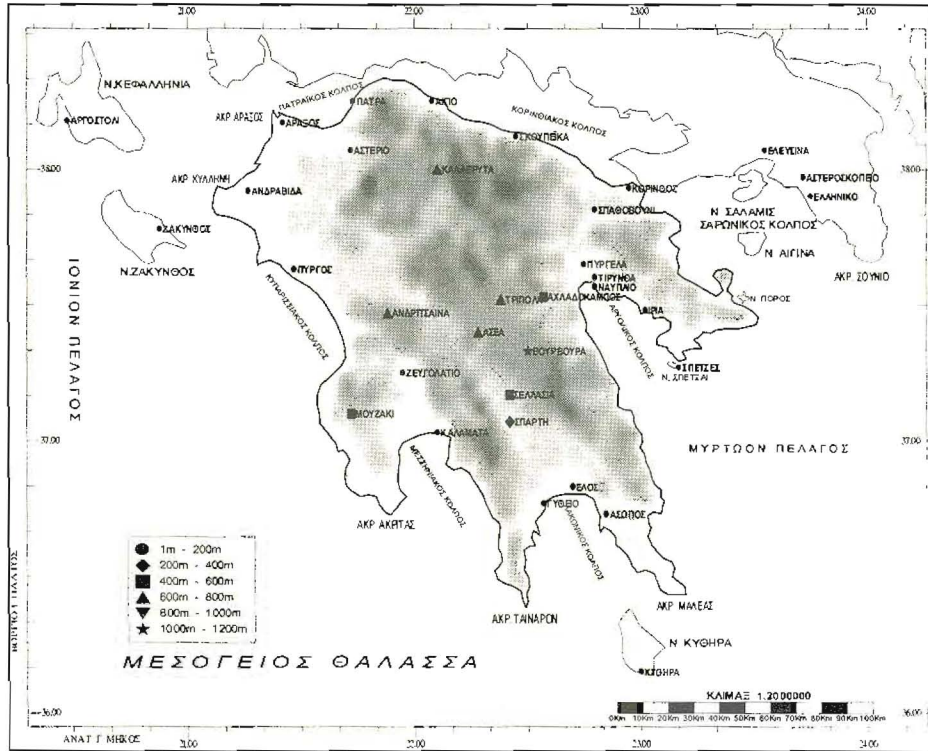 21:00 22:00 23:00 24:00
Ν.ΚΕΦΑΛΛΗΝΙΑ
ΑΡΓΟΣΤΟΛΙ
ΑΚΡ ΑΡΑΞΟΣ
ΑΡΑΞΟΣ
ΠΑΤΡΑΪΚΟΣ ΚΟΛΠΟΣ
ΠΑΤΡΑ
ΑΙΓΙΟ
ΚΟΡΙΝΘΙΑΚΟΣ ΚΟΛΠΟΣ
ΣΚΟΥΠΕΪΚΑ
ΑΣΤΕΡΙΟ
ΕΛΕΥΣΙΝΑ
38:00
38:00
ΚΑΛΑΒΡΥΤΑ
ΑΣΤΕΡΟΣΚΟΠΕΙΟ
ΑΚΡ ΧΥΛΛΗΝΗ
ΑΝΔΡΑΒΙΔΑ
ΚΟΡΙΝΘΟΣ
ΕΛΛΗΝΙΚΟ
ΣΠΑΘΟΒΟΥΝΙ
Ν ΣΑΛΑΜΙΣ
ΣΑΡΩΝΙΚΟΣ ΚΟΛΠΟΣ
ΖΑΚΥΝΘΟΣ
Ν ΑΙΓΙΝΑ
Ν.ΖΑΚΥΝΘΟΣ
ΠΥΡΓΟΣ
ΠΥΡΓΕΛΑ
ΑΚΡ ΣΟΥΝΙΟ
ΤΙΡΥΝΘΑ
ΝΑΥΠΛΙΟ
ΙΟΝΙΟΝ ΠΕΛΑΓΟΣ
ΚΥΠΑΡΙΣΣΙΑΚΟΣ ΚΟΛΠΟΣ
ΤΡΙΠΟΛΗ
ΑΧΛΑΔΟΚΑΜΠΟΣ
Ν ΠΟΡΟΣ
ΑΝΔΡΙΤΣΑΙΝΑ
ΙΡΙΑ
ΑΡΓΟΛΙΚΟΣ ΚΟΛΠΟΣ
ΑΣΕΑ
ΒΟΥΡΒΟΥΡΑ
ΣΠΕΤΣΕΣ
Ν. ΣΠΕΤΣΑΙ
ΖΕΥΓΟΛΑΤΙΟ
ΣΕΛΛΑΣΙΑ
ΜΟΥΖΑΚΙ
ΣΠΑΡΤΗ
37:00
37:00
ΚΑΛΑΜΑΤΑ
ΜΥΡΤΩΟΝ ΠΕΛΑΓΟΣ
ΜΕΣΣΗΝΙΑΚΟΣ ΚΟΛΠΟΣ
ΕΛΟΣ
ΓΥΘΕΙΟ
ΑΣΩΠΟΣ
ΛΑΚΩΝΙΚΟΣ ΚΟΛΠΟΣ
ΑΚΡ ΑΚΡΙΤΑΣ
ΑΚΡ ΤΑΙΝΑΡΟΝ
ΑΚΡ ΜΑΛΕΑΣ
1m - 200m
200m - 400m
400m - 600m
600m - 800m
800m - 1000m
1000m - 1200m
Ν ΚΥΘΗΡΑ
ΚΥΘΗΡΑ
ΜΕΣΟΓΕΙΟΣ ΘΑΛΑΣΣΑ
ΚΛΙΜΑΞ 1:2000000
0Km 10Km 20Km 30Km 40Km 50Km 60Km 70Km 80Km 90Km 100Km
36:00
36:00
ΑΝΑΤ Γ ΜΗΚΟΣ
21:00 22:00 23:00 24:00